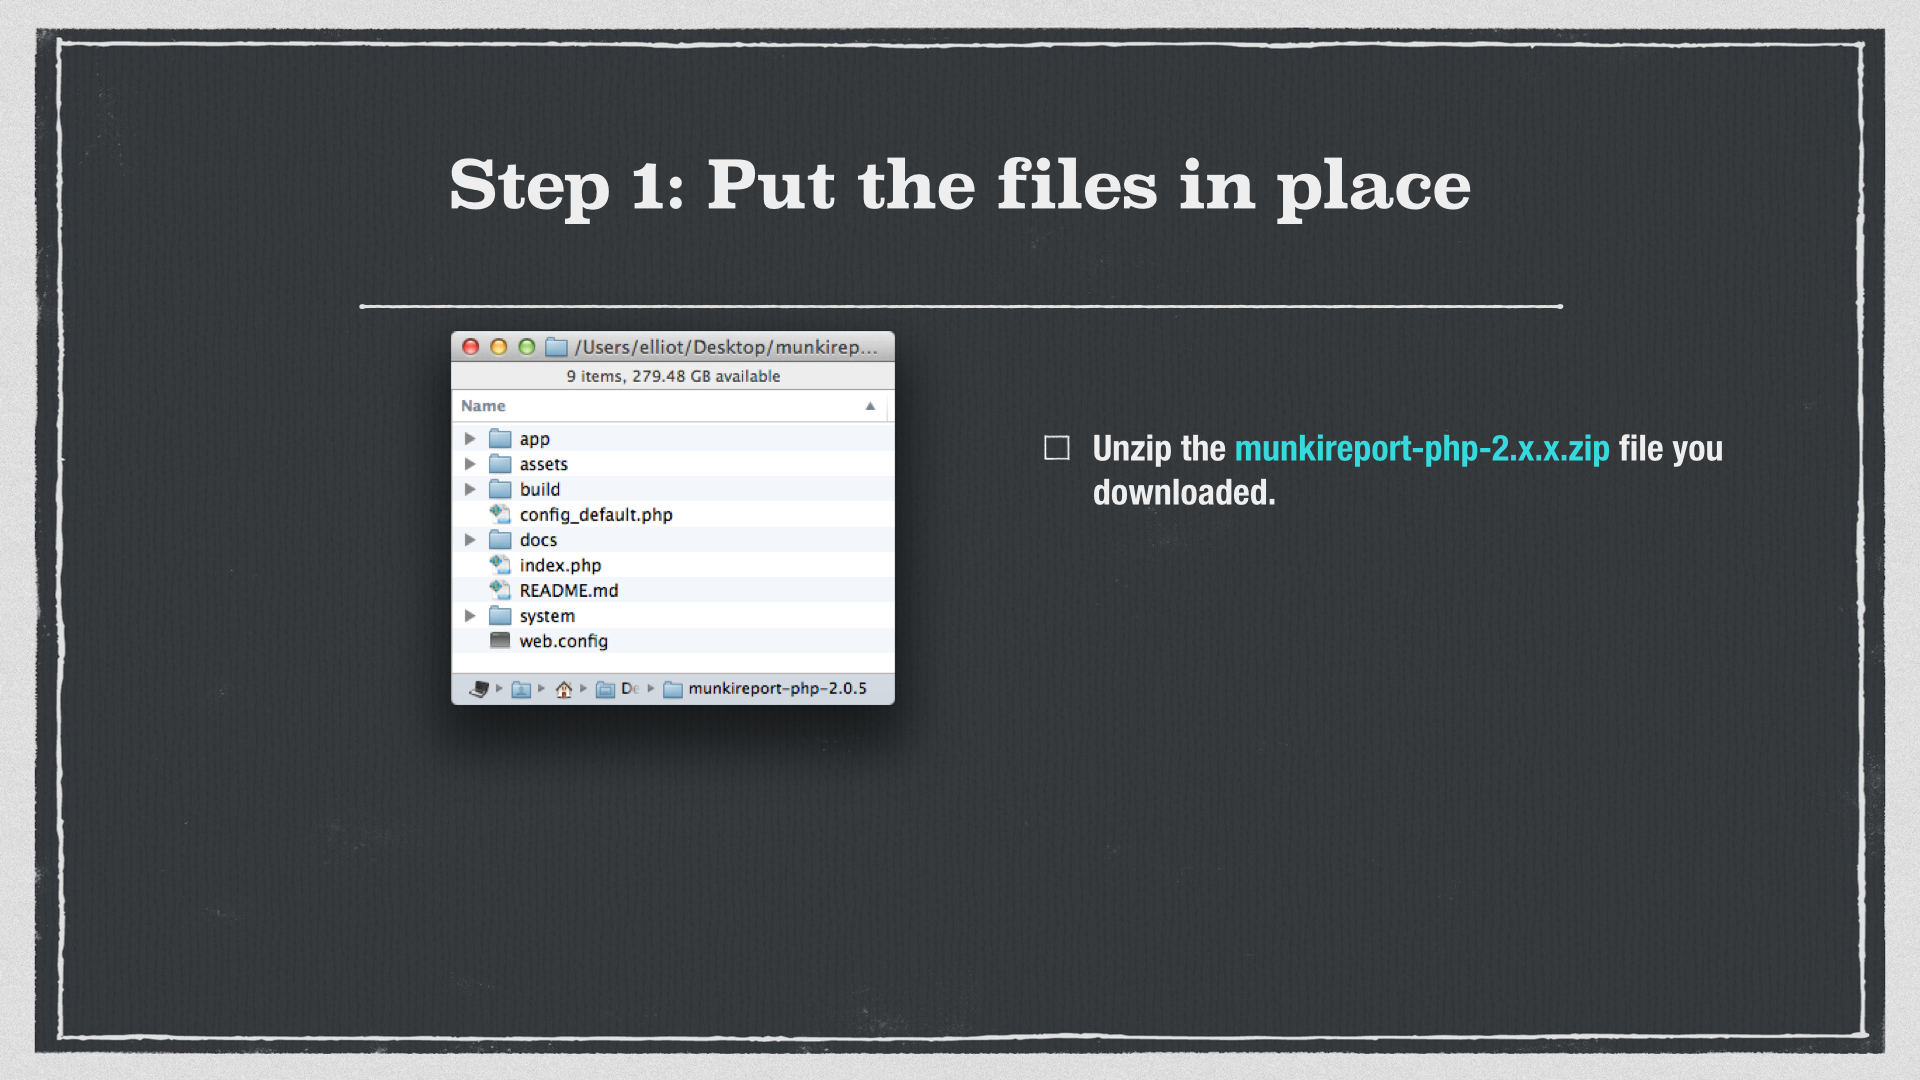 Step 1: Put the files in place
/Users/elliot/Desktop/munkirep...
9 items, 279.48 GB available
Name
app
assets
build
config_default.php
docs
index.php
README.md
system
web.config
De munkireport-php-2.0.5
Unzip the munkireport-php-2.x.x.zip file you
downloaded.